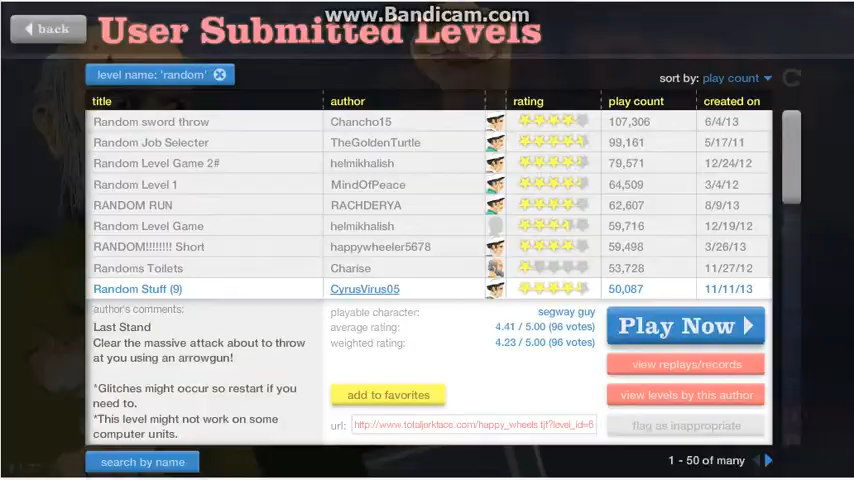 www.Bandicam.com
back
User Submitted Levels
level name: 'random'
sort by: play count
title author rating play count created on
Random sword throw Chancho15 107,306 6/4/13
Random Job Selecter TheGoldenTurtle 99,161 5/17/11
Random Level Game 2# helmikhalish 79,571 12/24/12
Random Level 1 MindOfPeace 64,509 3/4/12
RANDOM RUN RACHDERYA 62,607 8/9/13
Random Level Game helmikhalish 59,716 12/19/12
RANDOM!!!!!!!! Short happywheeler5678 59,498 3/26/13
Randoms Toilets Charise 53,728 11/27/12
Random Stuff (9) CyrusVirus05 50,087 11/11/13
author's comments:
Last Stand
Clear the massive attack about to throw
at you using an arrowgun!
*Glitches might occur so restart if you
need to.
*This level might not work on some
computer units.
playable character: segway guy
average rating: 4.41 / 5.00 (96 votes)
weighted rating: 4.23 / 5.00 (96 votes)
add to favorites
url: http://www.totaljerkface.com/happy_wheels.tjf?level_id=8
Play Now
view replays/records
view levels by this author
flag as inappropriate
search by name
1 - 50 of many